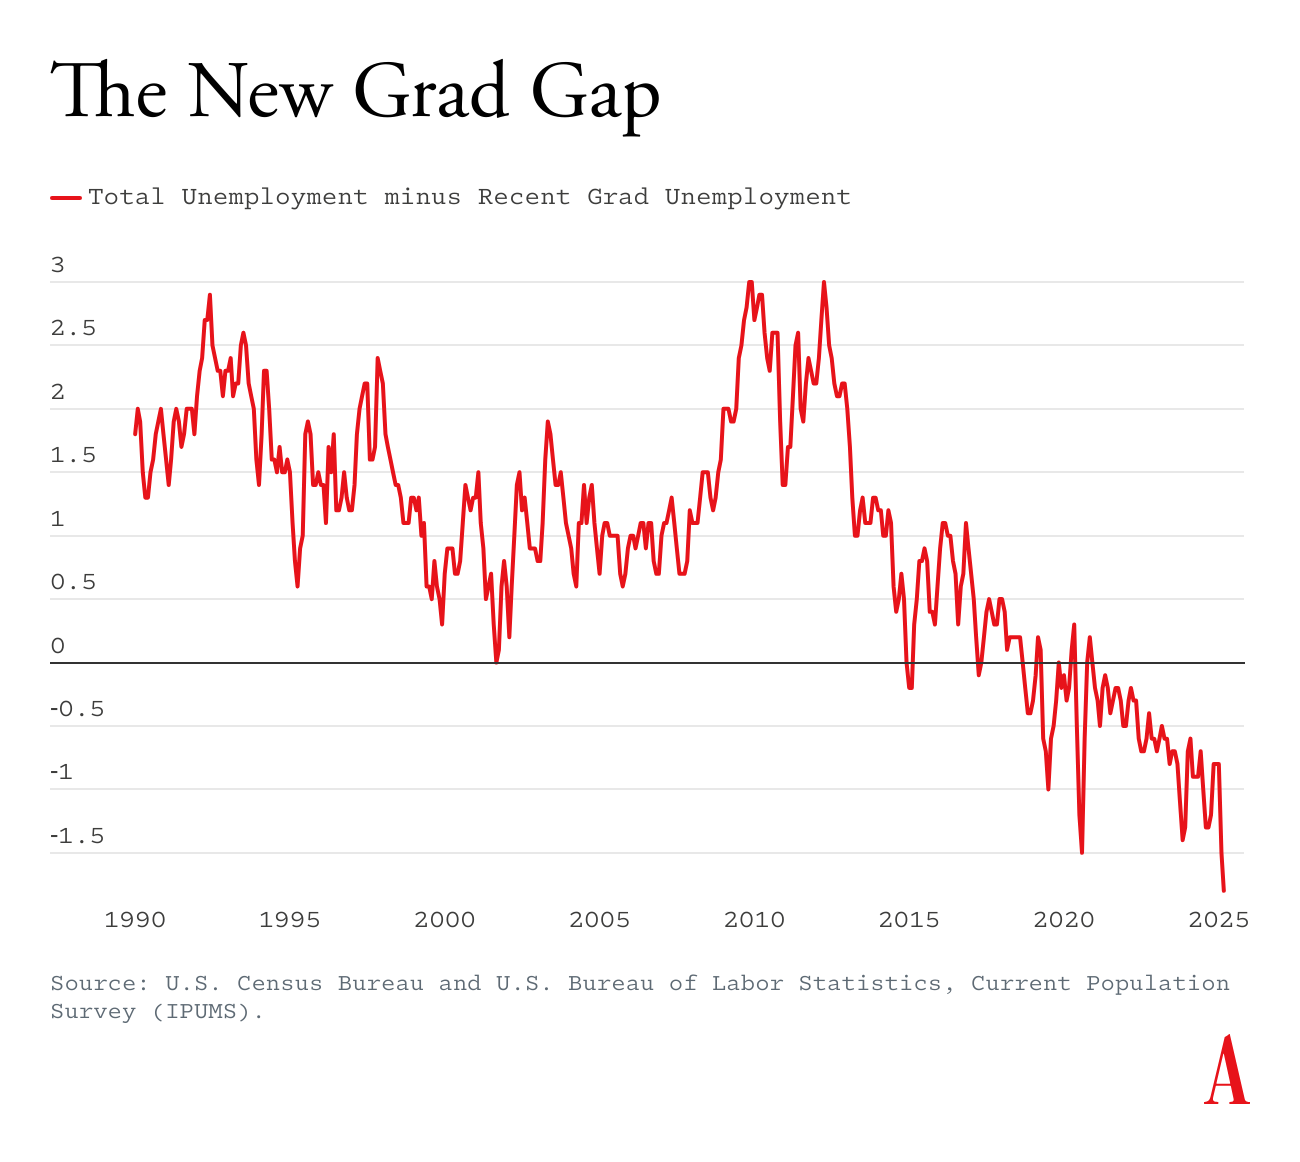 The New Grad Gap
Total Unemployment minus Recent Grad Unemployment
3
2.5
2
1.5
1
0.5
0
-0.5
-1
-1.5
1990 1995 2000 2005 2010 2015 2020 2025
Source: U.S. Census Bureau and U.S. Bureau of Labor Statistics, Current Population
Survey (IPUMS).
A